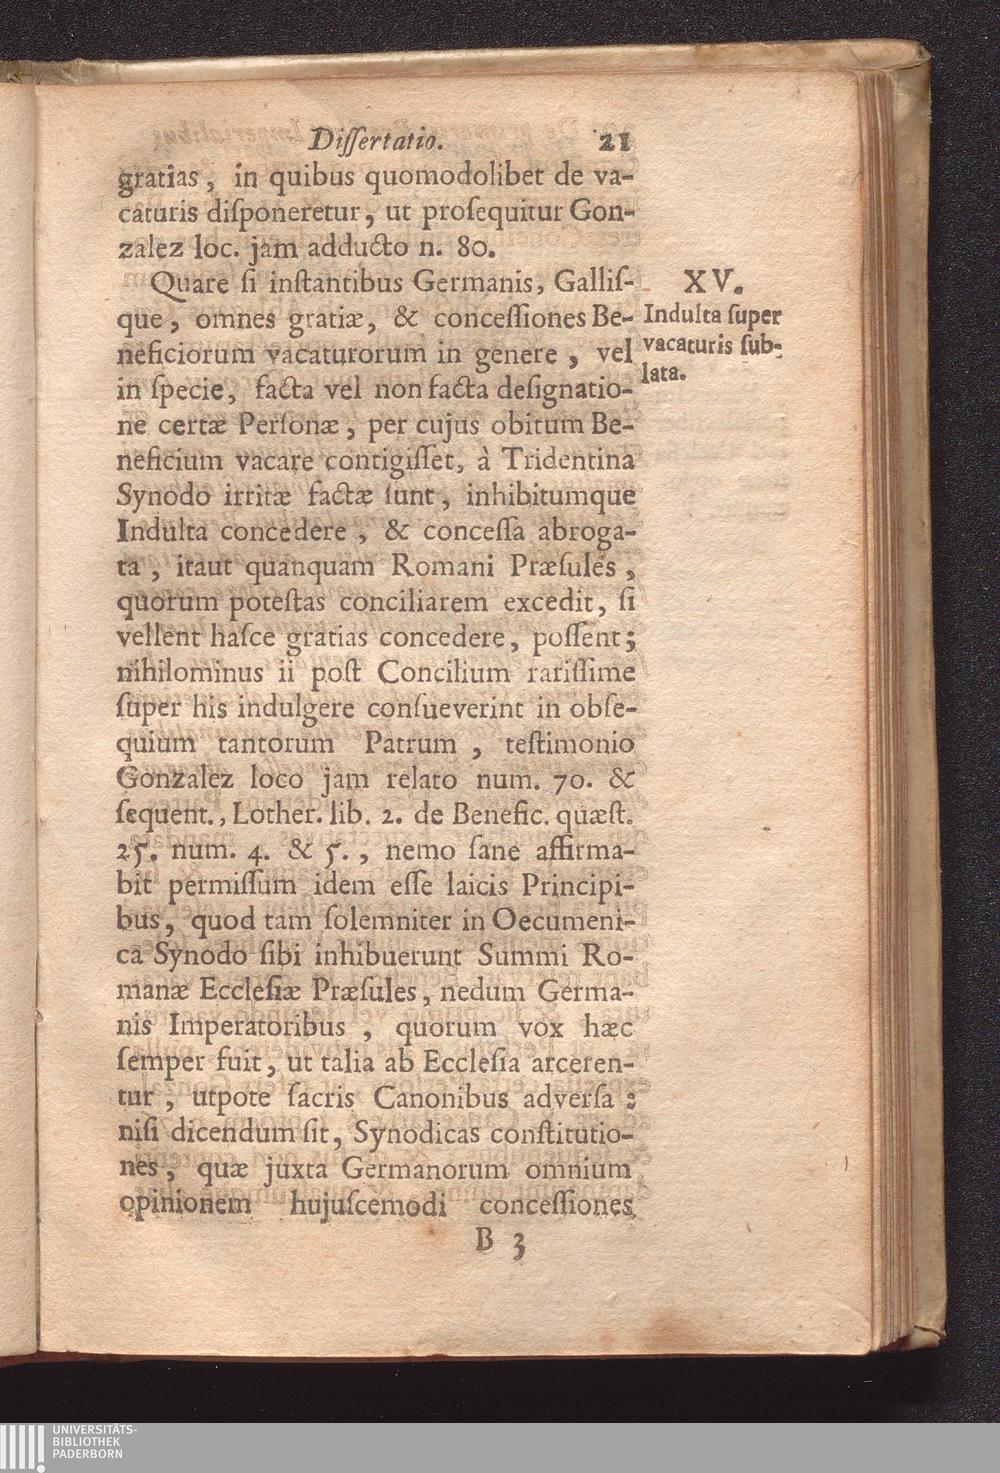 Dissertatio. 21
gratias, in quibus quomodolibet de va-
caturis disponeretur, ut prosequitur Gon-
zalez loc. jam adducto n. 80.
Quare si instantibus Germanis, Gallis-
que, omnes gratiæ, & concessiones Be-
neficiorum vacaturorum in genere, vel
in specie, facta vel non facta designatio-
ne certæ Personæ, per cujus obitum Be-
neficium vacare contigisset, à Tridentina
Synodo irritæ factæ sunt, inhibitumque
Indulta concedere, & concessa abroga-
ta, itaut quanquam Romani Præsules,
quorum potestas conciliarem excedit, si
vellent hasce gratias concedere, possent;
nihilominus ii post Concilium rarissime
super his indulgere consueverint in obse-
quium tantorum Patrum, testimonio
Gonzalez loco jam relato num. 70. &
sequent., Lother. lib. 2. de Benefic. quæst.
25. num. 4. & 5., nemo sane affirma-
bit permissum idem esse laicis Principi-
bus, quod tam solemniter in Oecumeni-
ca Synodo sibi inhibuerunt Summi Ro-
manæ Ecclesiæ Præsules, nedum Germa-
nis Imperatoribus, quorum vox hæc
semper fuit, ut talia ab Ecclesia arceren-
tur, utpote sacris Canonibus adversa:
nisi dicendum sit, Synodicas constitutio-
nes, quæ juxta Germanorum omnium
opinionem hujuscemodi concessiones
B 3
XV.
Indulta super
vacaturis sub-
lata.
UNIVERSITÄTS-
BIBLIOTHEK
PADERBORN